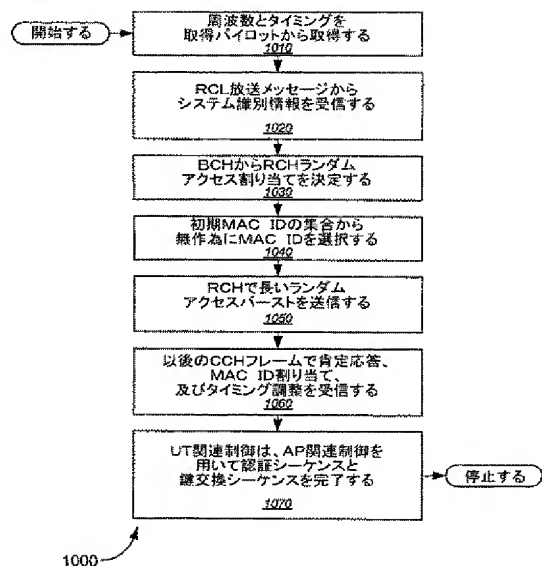 開始する
周波数とタイミングを
取得パイロットから取得する
1010
RCL放送メッセージから
システム識別情報を受信する
1020
BCHからRCHランダム
アクセス割り当てを決定する
1030
初期MAC IDの集合から
無作為にMAC IDを選択する
1040
RCHで長いランダム
アクセスバーストを送信する
1050
以後のCCHフレームで肯定応答、
MAC ID割り当て、
及びタイミング調整を受信する
1060
UT関連制御は、AP関連制御を
用いて認証シーケンスと
鍵交換シーケンスを完了する
1070
停止する
1000